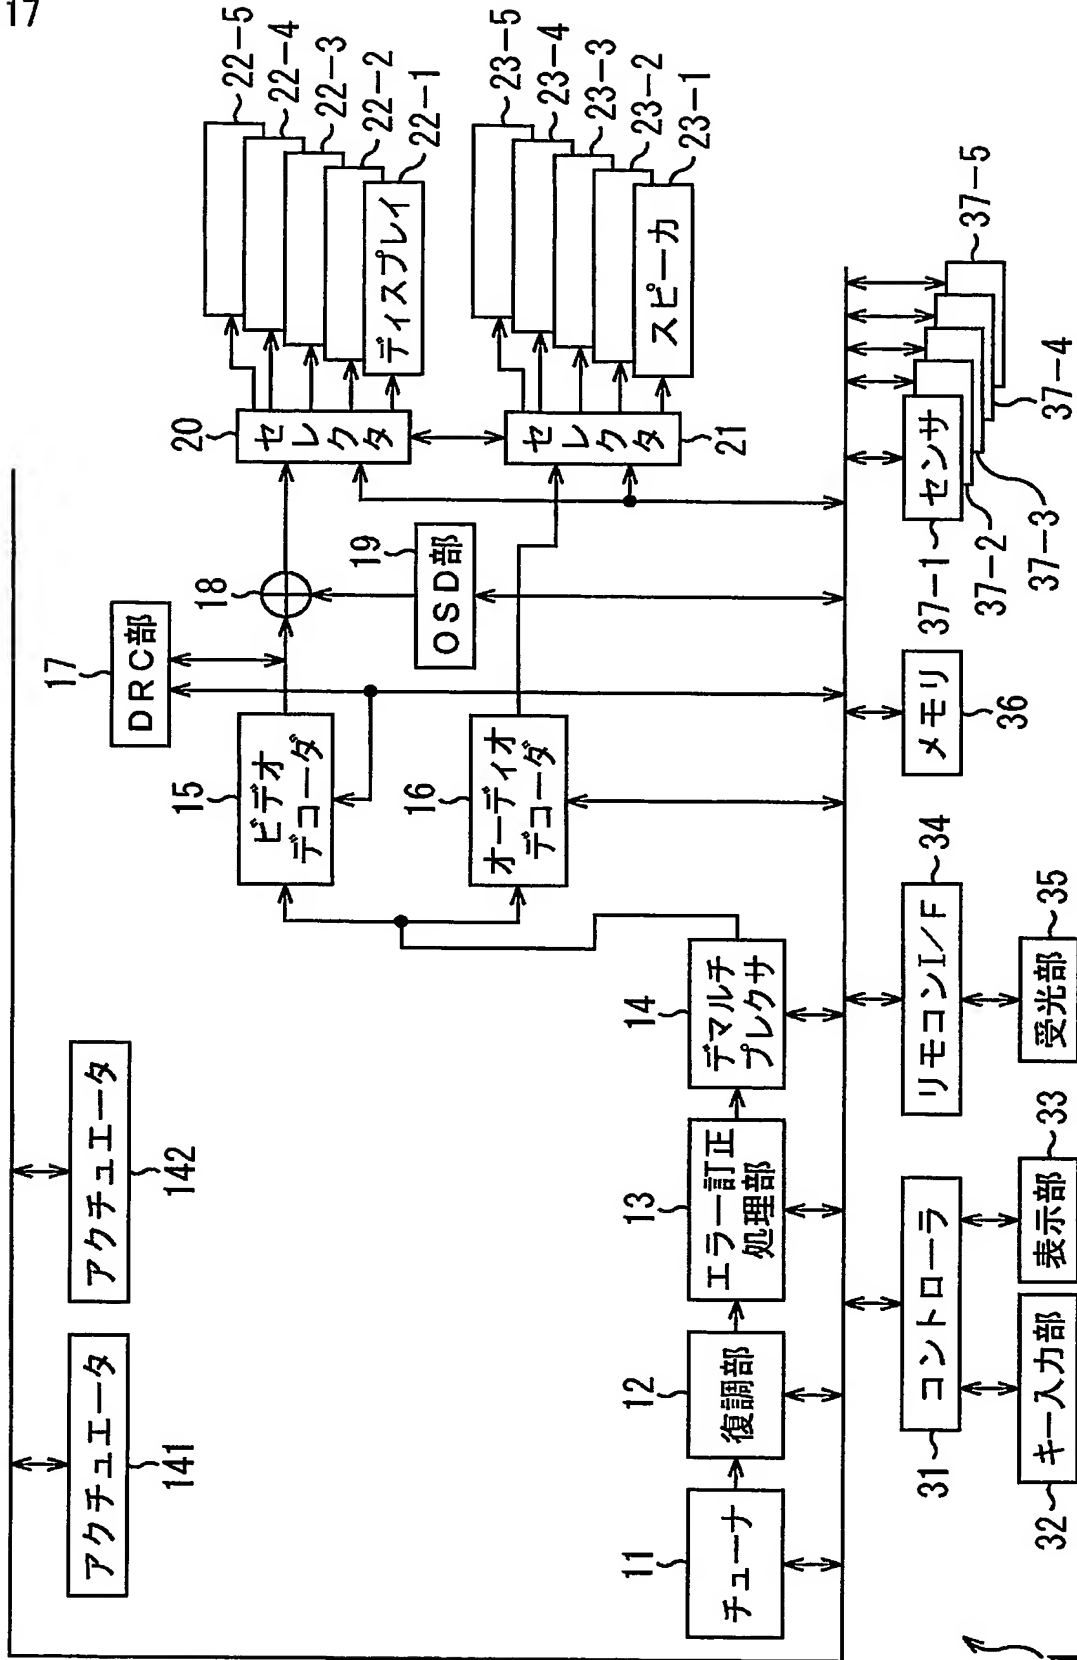 17
アクチュエータ
141
アクチュエータ
142
チューナ
11
復調部
12
エラー訂正
処理部
13
デマルチ
プレクサ
14
ビデオ
デコーダ
15
オーディオ
デコーダ
16
DRC部
17
18
OSD部
19
セレクタ
20
セレクタ
21
ディスプレイ
22-1
22-2
22-3
22-4
22-5
スピーカ
23-1
23-2
23-3
23-4
23-5
コントローラ
31
キー入力部
32
表示部
33
リモコンI/F
34
受光部
35
メモリ
36
センサ
37-1
37-2
37-3
37-4
37-5